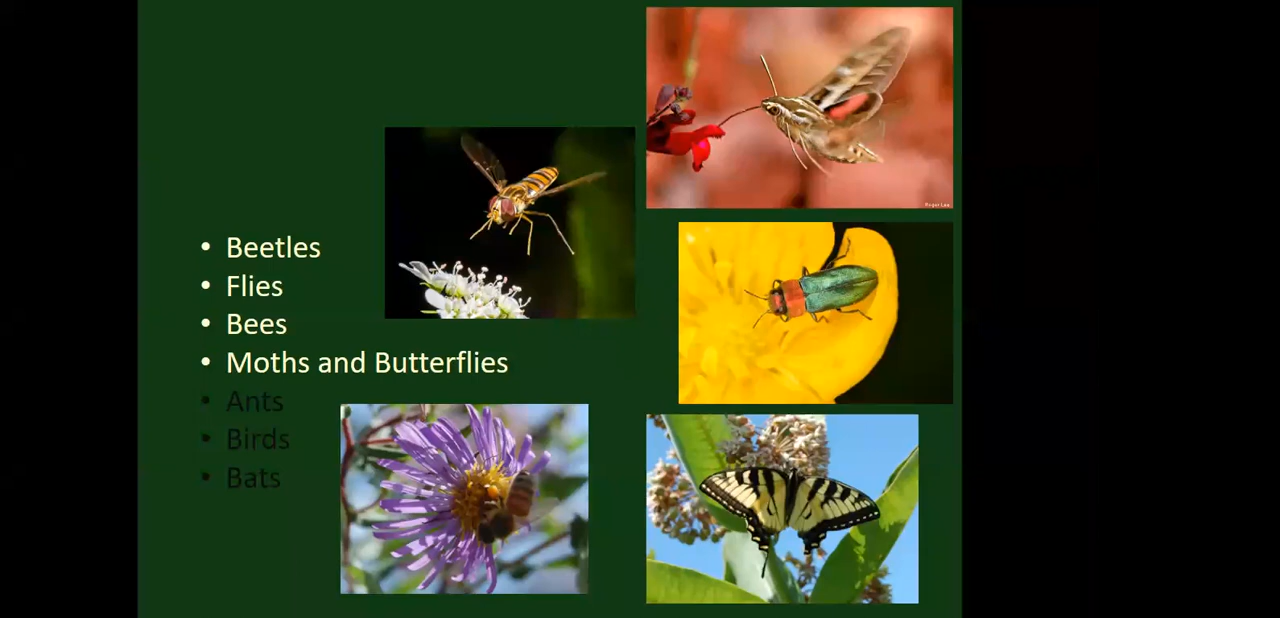 • Beetles
• Flies
• Bees
• Moths and Butterflies
• Ants
• Birds
• Bats